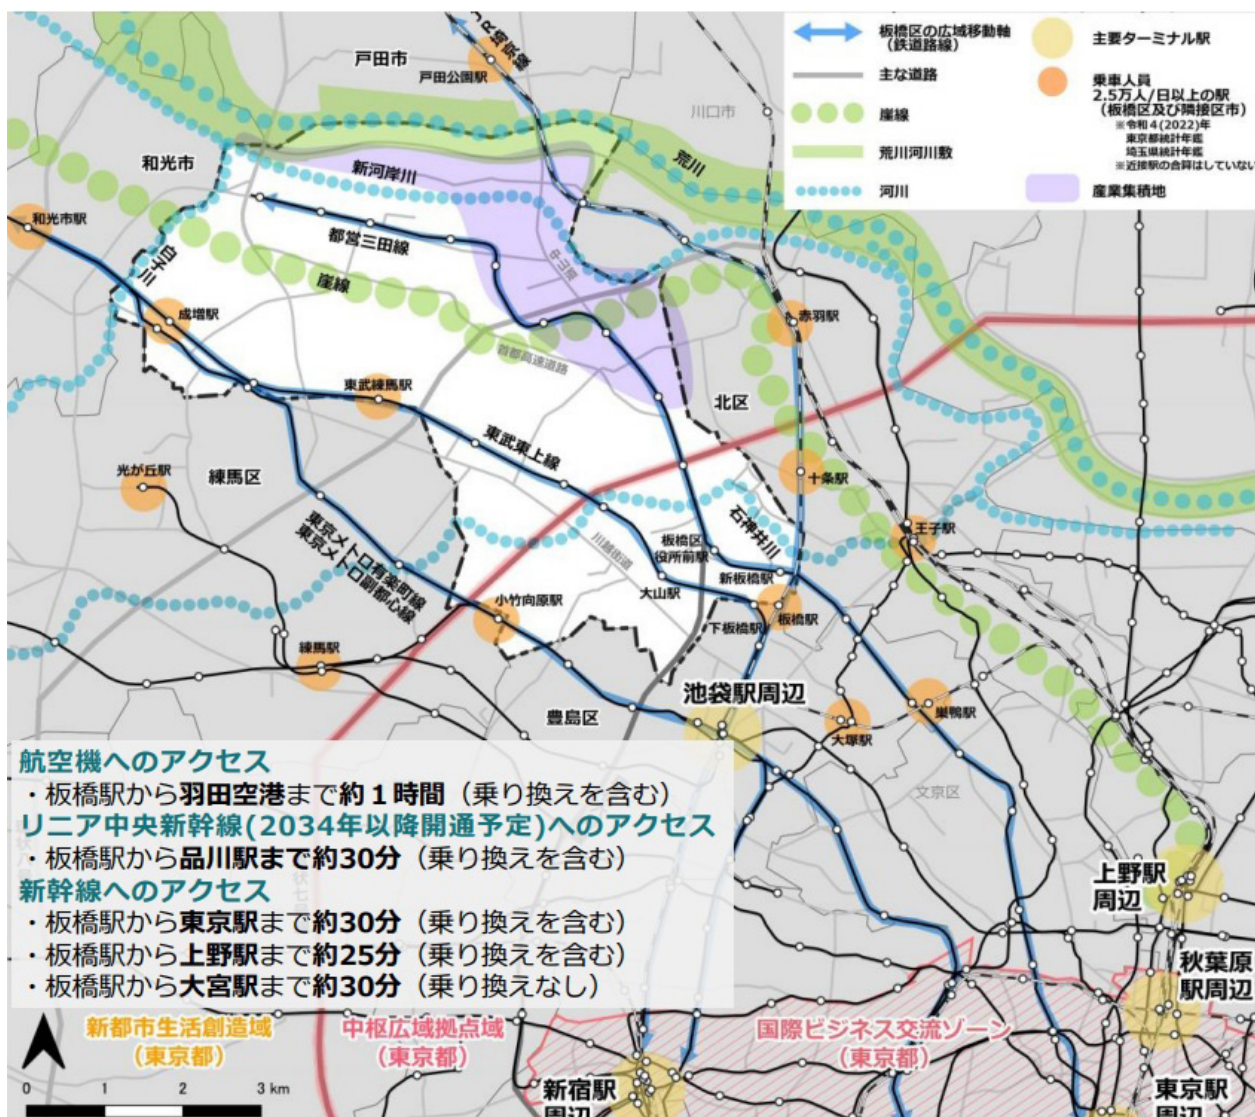 板橋区の広域移動軸
(鉄道路線)
主な道路
崖線
荒川河川敷
河川
主要ターミナル駅
乗車人員
2.5万人/日以上の駅
(板橋区及び隣接区市)
※令和4(2022)年
東京都統計年鑑
埼玉県統計年鑑
※近接駅の合算はしていない
産業集積地
JR埼京線
戸田市
戸田公園駅
川口市
和光市
新河岸川
荒川
和光市駅
都営三田線
白子川
崖線
成増駅
赤羽駅
首都高速道路
東武練馬駅
北区
東武東上線
光が丘駅
練馬区
十条駅
石神井川
王子駅
東京メトロ有楽町線
東京メトロ副都心線
川越街道
板橋区
役所前駅
新板橋駅
大山駅
小竹向原駅
下板橋駅
板橋駅
練馬駅
池袋駅周辺
豊島区
大塚駅
巣鴨駅
文京区
航空機へのアクセス
・板橋駅から羽田空港まで約1時間(乗り換えを含む)
リニア中央新幹線(2034年以降開通予定)へのアクセス
・板橋駅から品川駅まで約30分(乗り換えを含む)
新幹線へのアクセス
・板橋駅から東京駅まで約30分(乗り換えを含む)
・板橋駅から上野駅まで約25分(乗り換えを含む)
・板橋駅から大宮駅まで約30分(乗り換えなし)
上野駅
周辺
秋葉原
駅周辺
新都市生活創造域
(東京都)
中枢広域拠点域
(東京都)
国際ビジネス交流ゾーン
(東京都)
新宿駅
周辺
東京駅
周辺
0 1 2 3 km